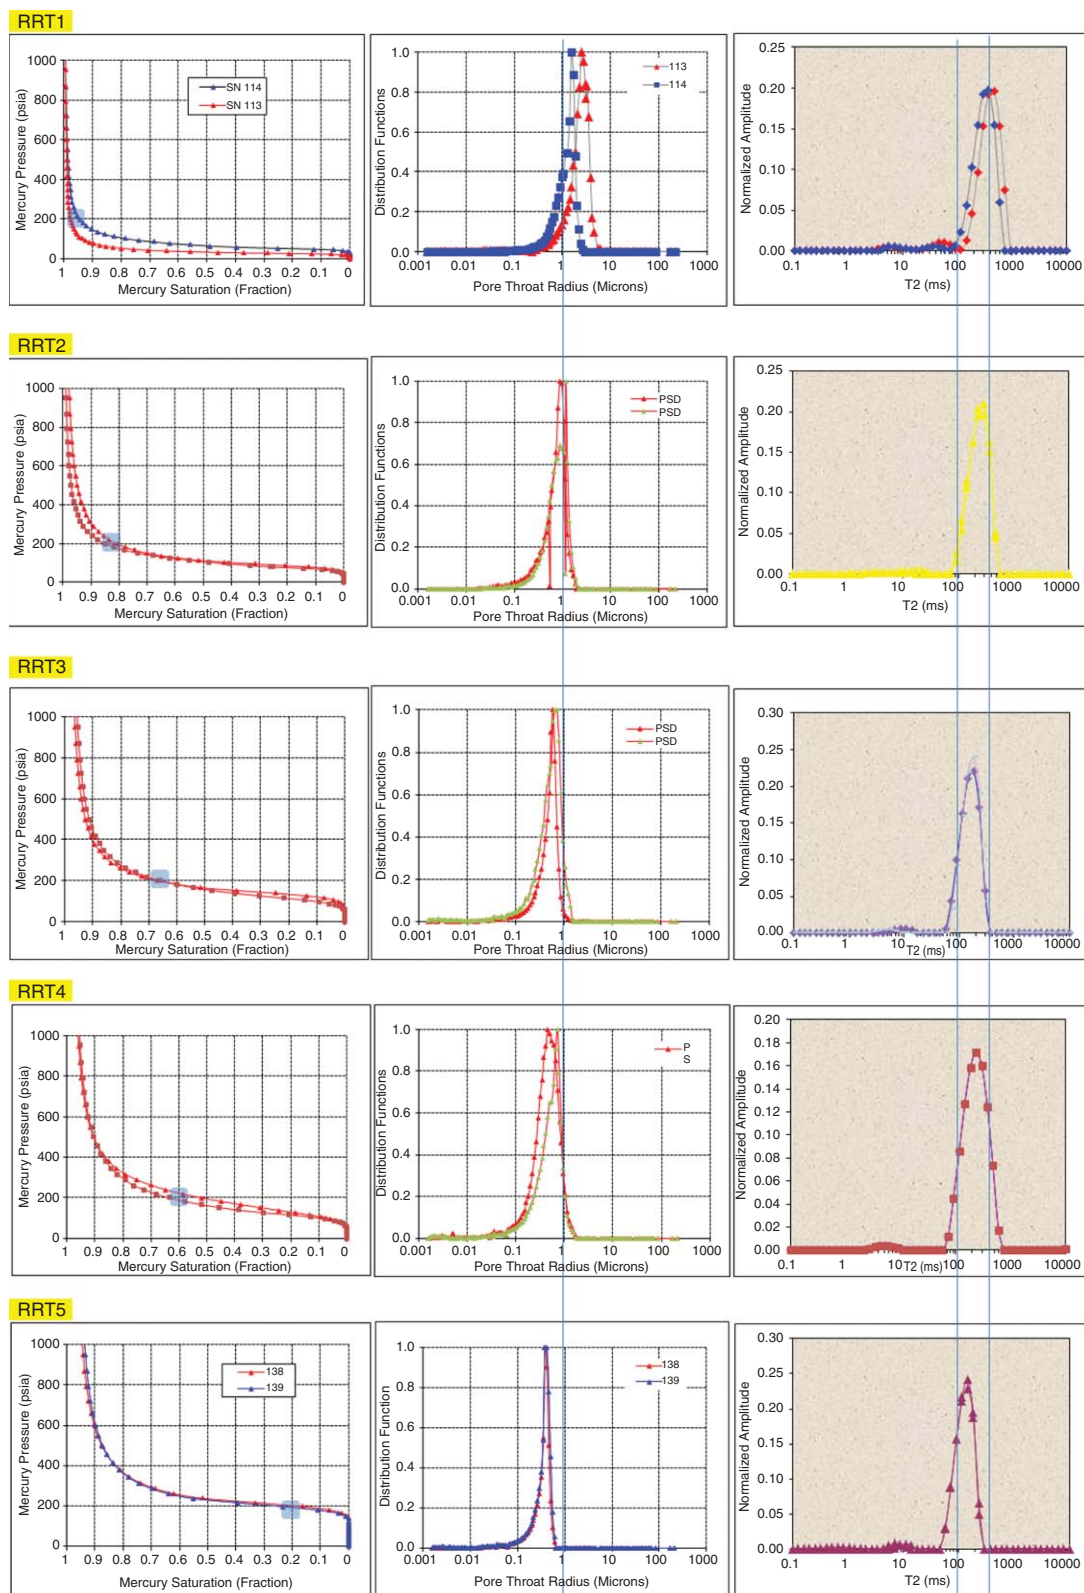 RRT1
Mercury Pressure (psia)
1000
800
600
400
200
0
SN 114
SN 113
1 0.9 0.8 0.7 0.6 0.5 0.4 0.3 0.2 0.1 0
Mercury Saturation (Fraction)
Distribution Functions
1.0
0.8
0.6
0.4
0.2
0.0
113
114
0.001 0.1 1 10 100 1000
Pore Throat Radius (Microns)
Normalized Amplitude
0.25
0.20
0.15
0.10
0.05
0.00
0.1 1 10 100 1000 10000
T2 (ms)
RRT2
Mercury Pressure (psia)
1000
800
600
400
200
0
1 0.9 0.8 0.7 0.6 0.5 0.4 0.3 0.2 0.1 0
Mercury Saturation (Fraction)
Distribution Functions
1.0
0.8
0.6
0.4
0.2
0.0
PSD
PSD
0.001 0.1 1 10 100 1000
Pore Throat Radius (Microns)
Normalized Amplitude
0.25
0.20
0.15
0.10
0.05
0.00
0.1 1 10 100 1000 10000
T2 (ms)
RRT3
Mercury Pressure (psia)
1000
800
600
400
200
0
1 0.9 0.8 0.7 0.6 0.5 0.4 0.3 0.2 0.1 0
Mercury Saturation (Fraction)
Distribution Functions
1.0
0.8
0.6
0.4
0.2
0.0
PSD
PSD
0.001 0.1 1 10 100 1000
Pore Throat Radius (Microns)
Normalized Amplitude
0.30
0.25
0.20
0.15
0.10
0.05
0.00
0.1 1 10 100 1000 10000
T2 (ms)
RRT4
Mercury Pressure (psia)
1000
800
600
400
200
0
1 0.9 0.8 0.7 0.6 0.5 0.4 0.3 0.2 0.1 0
Mercury Saturation (Fraction)
Distribution Functions
1.0
0.8
0.6
0.4
0.2
0.0
P
S
0.001 0.1 1 10 100 1000
Pore Throat Radius (Microns)
Normalized Amplitude
0.20
0.18
0.16
0.14
0.12
0.10
0.08
0.06
0.04
0.02
0.00
0.1 1 10 100 1000 10000
T2 (ms)
RRT5
Mercury Pressure (psia)
1000
800
600
400
200
0
138
139
1 0.9 0.8 0.7 0.6 0.5 0.4 0.3 0.2 0.1 0
Mercury Saturation (Fraction)
Distribution Function
1.0
0.8
0.6
0.4
0.2
0.0
138
139
0.001 0.1 1 10 100 1000
Pore Throat Radius (Microns)
Normalized Amplitude
0.30
0.25
0.20
0.15
0.10
0.05
0.00
0.1 1 10 100 1000 10000
T2 (ms)